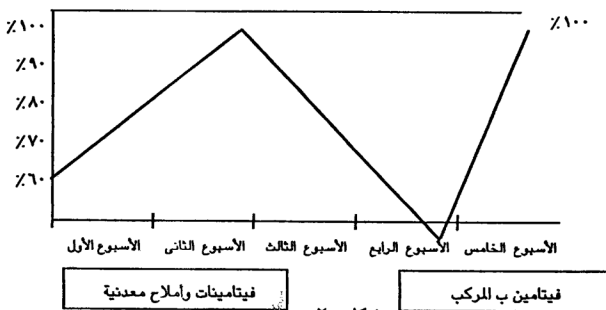 ٪١٠٠
٪١٠٠
٪٩٠
٪٨٠
٪٧٠
٪٦٠
الأسبوع الأول الأسبوع الثانى الأسبوع الثالث الأسبوع الرابع الأسبوع الخامس
فيتامينات وأملاح معدنية
فيتامين ب المركب